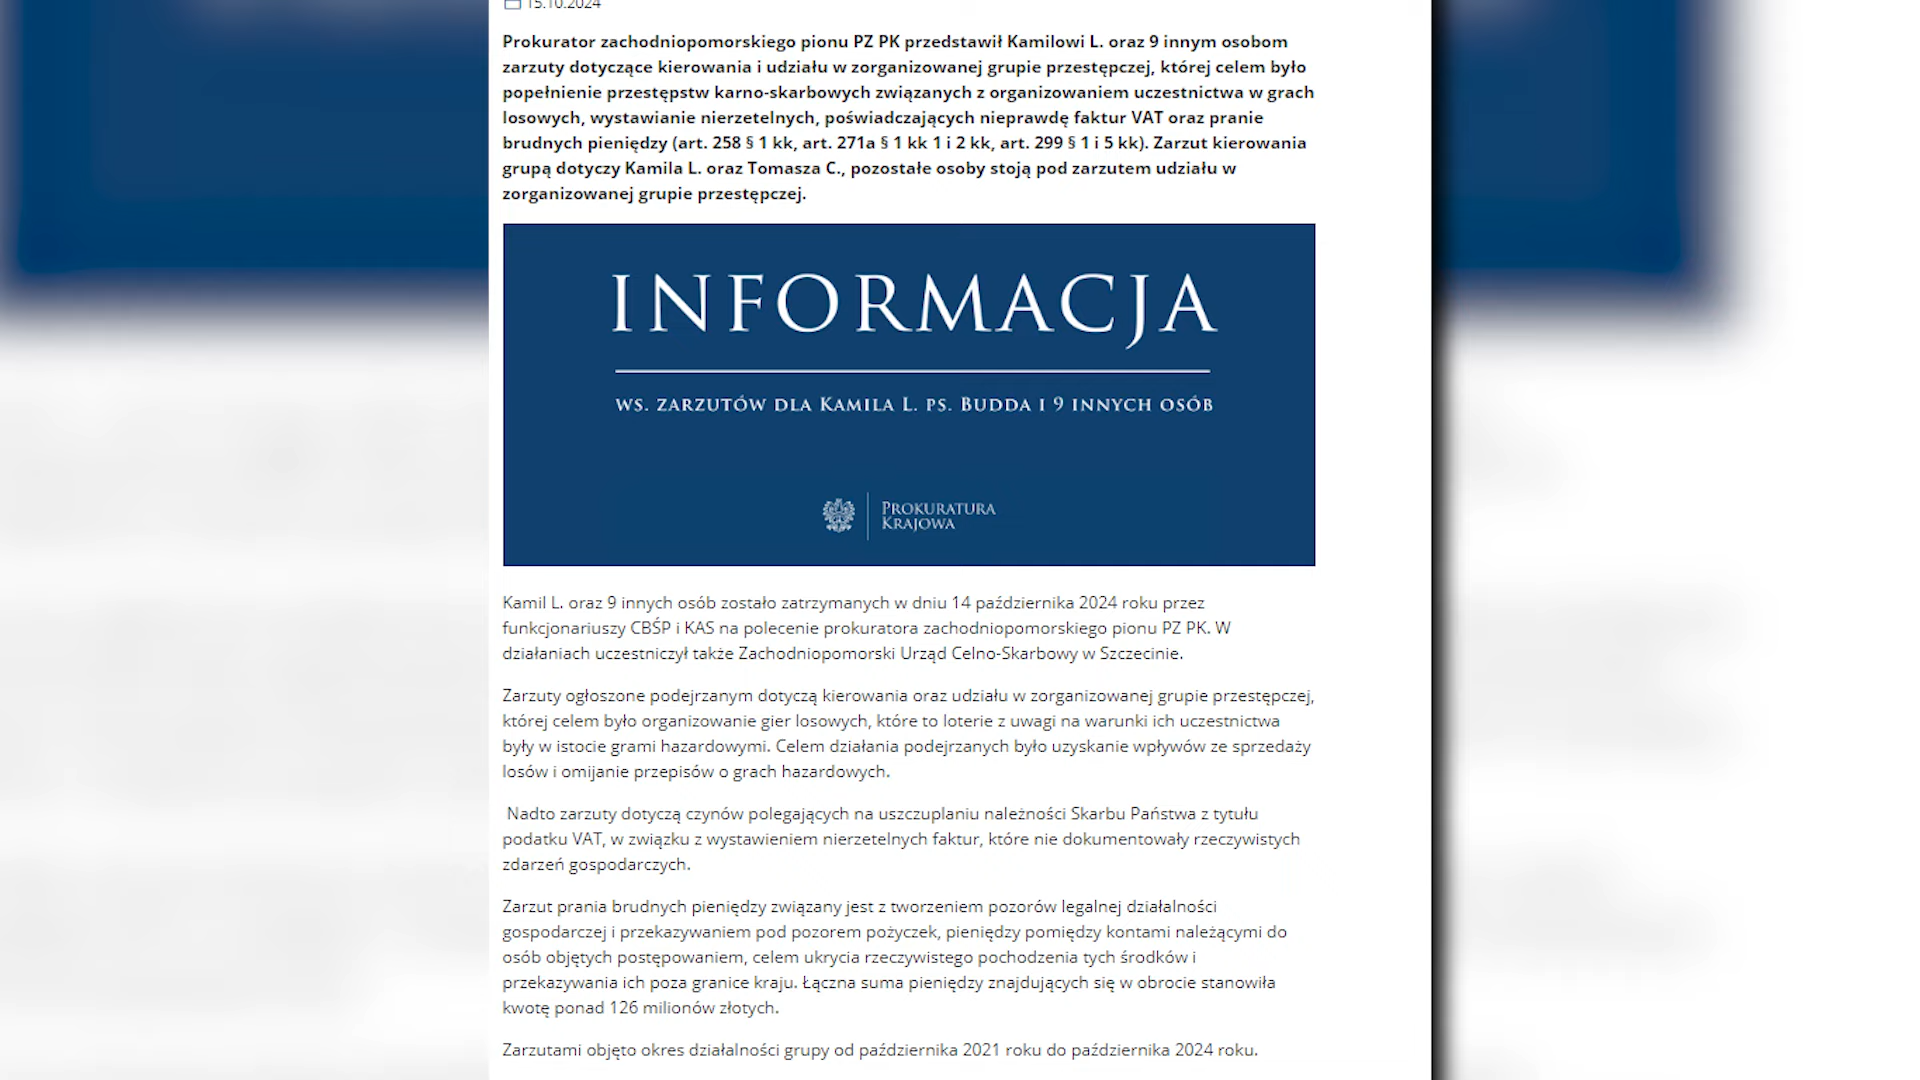 15.10.2024
Prokurator zachodniopomorskiego pionu PZ PK przedstawił Kamilowi L. oraz 9 innym osobom
zarzuty dotyczące kierowania i udziału w zorganizowanej grupie przestępczej, której celem było
popełnienie przestępstw karno-skarbowych związanych z organizowaniem uczestnictwa w grach
losowych, wystawianie nierzetelnych, poświadczających nieprawdę faktur VAT oraz pranie
brudnych pieniędzy (art. 258 § 1 kk, art. 271a § 1 kk 1 i 2 kk, art. 299 § 1 i 5 kk). Zarzut kierowania
grupą dotyczy Kamila L. oraz Tomasza C., pozostałe osoby stoją pod zarzutem udziału w
zorganizowanej grupie przestępczej.
INFORMACJA
WS. ZARZUTÓW DLA KAMILA L. PS. BUDDA I 9 INNYCH OSÓB
PROKURATURA
KRAJOWA
Kamil L. oraz 9 innych osób zostało zatrzymanych w dniu 14 października 2024 roku przez
funkcjonariuszy CBŚP i KAS na polecenie prokuratora zachodniopomorskiego pionu PZ PK. W
działaniach uczestniczył także Zachodniopomorski Urząd Celno-Skarbowy w Szczecinie.
Zarzuty ogłoszone podejrzanym dotyczą kierowania oraz udziału w zorganizowanej grupie przestępczej,
której celem było organizowanie gier losowych, które to loterie z uwagi na warunki ich uczestnictwa
były w istocie grami hazardowymi. Celem działania podejrzanych było uzyskanie wpływów ze sprzedaży
losów i omijanie przepisów o grach hazardowych.
Nadto zarzuty dotyczą czynów polegających na uszczuplaniu należności Skarbu Państwa z tytułu
podatku VAT, w związku z wystawieniem nierzetelnych faktur, które nie dokumentowały rzeczywistych
zdarzeń gospodarczych.
Zarzut prania brudnych pieniędzy związany jest z tworzeniem pozorów legalnej działalności
gospodarczej i przekazywaniem pod pozorem pożyczek, pieniędzy pomiędzy kontami należącymi do
osób objętych postępowaniem, celem ukrycia rzeczywistego pochodzenia tych środków i
przekazywania ich poza granice kraju. Łączna suma pieniędzy znajdujących się w obrocie stanowiła
kwotę ponad 126 milionów złotych.
Zarzutami objęto okres działalności grupy od października 2021 roku do października 2024 roku.